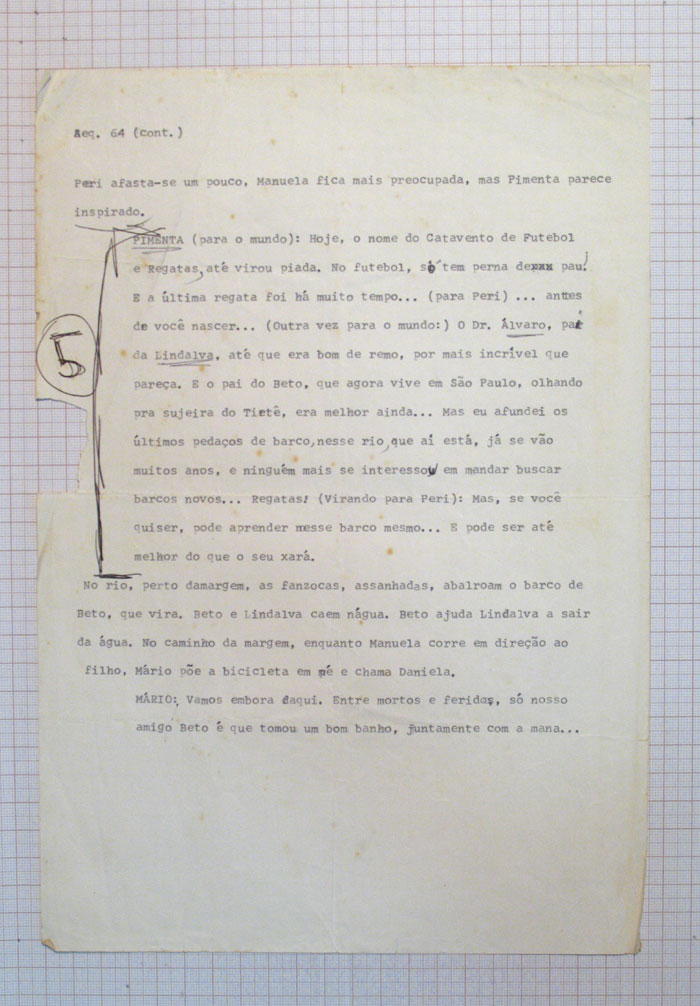 Seq. 64 (cont.)
Peri afasta-se um pouco, Manuela fica mais preocupada, mas Pimenta parece
inspirado.
PIMENTA (para o mundo): Hoje, o nome do Catavento de Futebol
e Regatas, até virou piada. No futebol, só tem perna de pau!
E a última regata foi há muito tempo... (para Peri) ... antes
de você nascer... (Outra vez para o mundo:) O Dr. Álvaro, pai
da Lindalva, até que era bom de remo, por mais incrível que
pareça. E o pai do Beto, que agora vive em São Paulo, olhando
pra sujeira do Tietê, era melhor ainda... Mas eu afundei os
últimos pedaços de barco, nesse rio, que aí está, já se vão
muitos anos, e ninguém mais se interessou em mandar buscar
barcos novos... Regatas! (Virando para Peri): Mas, se você
quiser, pode aprender nesse barco mesmo... E pode ser até
melhor do que o seu xará.
5
No rio, perto damargem, as fanzocas, assanhadas, abalroam o barco de
Beto, que vira. Beto e Lindalva caem nágua. Beto ajuda Lindalva a sair
da água. No caminho da margem, enquanto Manuela corre em direção ao
filho, Mário põe a bicicleta em pé e chama Daniela.
MÁRIO: Vamos embora daqui. Entre mortos e feridos, só nosso
amigo Beto é que tomou um bom banho, juntamente com a mana...